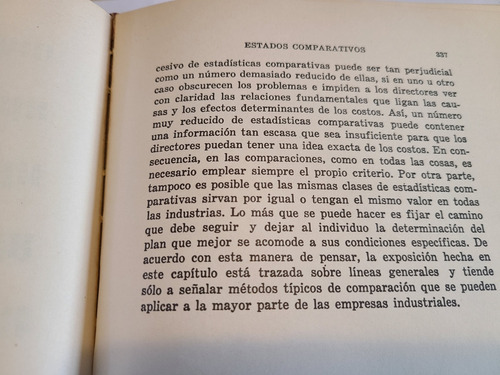 ESTADOS COMPARATIVOS 337
cesivo de estadísticas comparativas puede ser tan perjudicial
como un número demasiado reducido de ellas, si en uno u otro
caso obscurecen los problemas e impiden a los directores ver
con claridad las relaciones fundamentales que ligan las cau-
sas y los efectos determinantes de los costos. Así, un número
muy reducido de estadísticas comparativas puede contener
una información tan escasa que sea insuficiente para que los
directores puedan tener una idea exacta de los costos. En con-
secuencia, en las comparaciones, como en todas las cosas, es
necesario emplear siempre el propio criterio. Por otra parte,
tampoco es posible que las mismas clases de estadísticas com-
parativas sirvan por igual o tengan el mismo valor en todas
las industrias. Lo más que se puede hacer es fijar el camino
que debe seguir y dejar al individuo la determinación del
plan que mejor se acomode a sus condiciones específicas. De
acuerdo con esta manera de pensar, la exposición hecha en
este capítulo está trazada sobre líneas generales y tiende
sólo a señalar métodos típicos de comparación que se pueden
aplicar a la mayor parte de las empresas industriales.